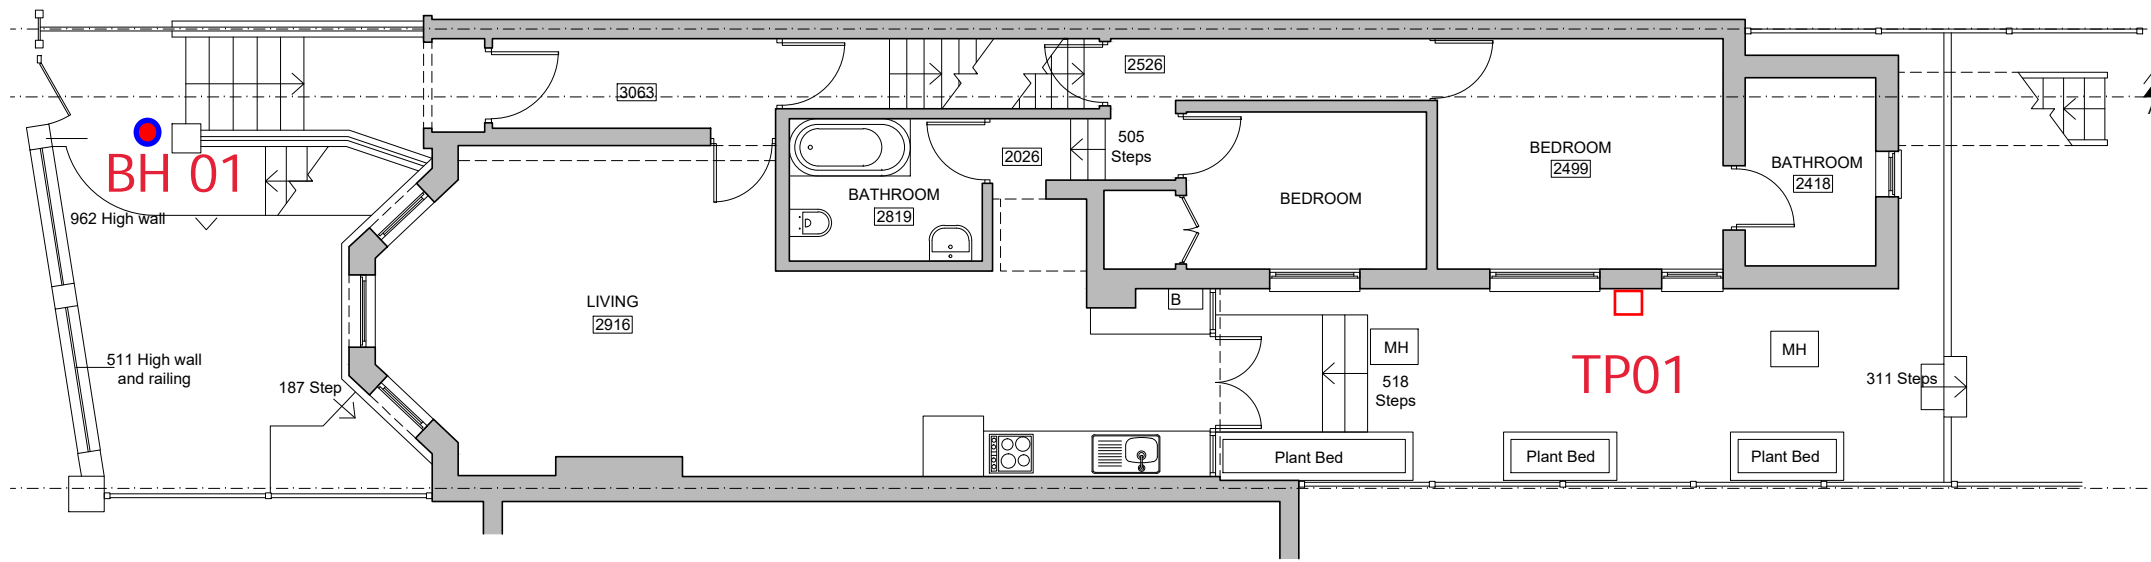 2526
3063
505
Steps
2026
BEDROOM
2499
BATHROOM
2418
BH 01
BATHROOM
2819
BEDROOM
962 High wall
LIVING
2916
B
511 High wall
and railing
187 Step
MH
518
Steps
TP01
MH
311 Steps
Plant Bed
Plant Bed
Plant Bed